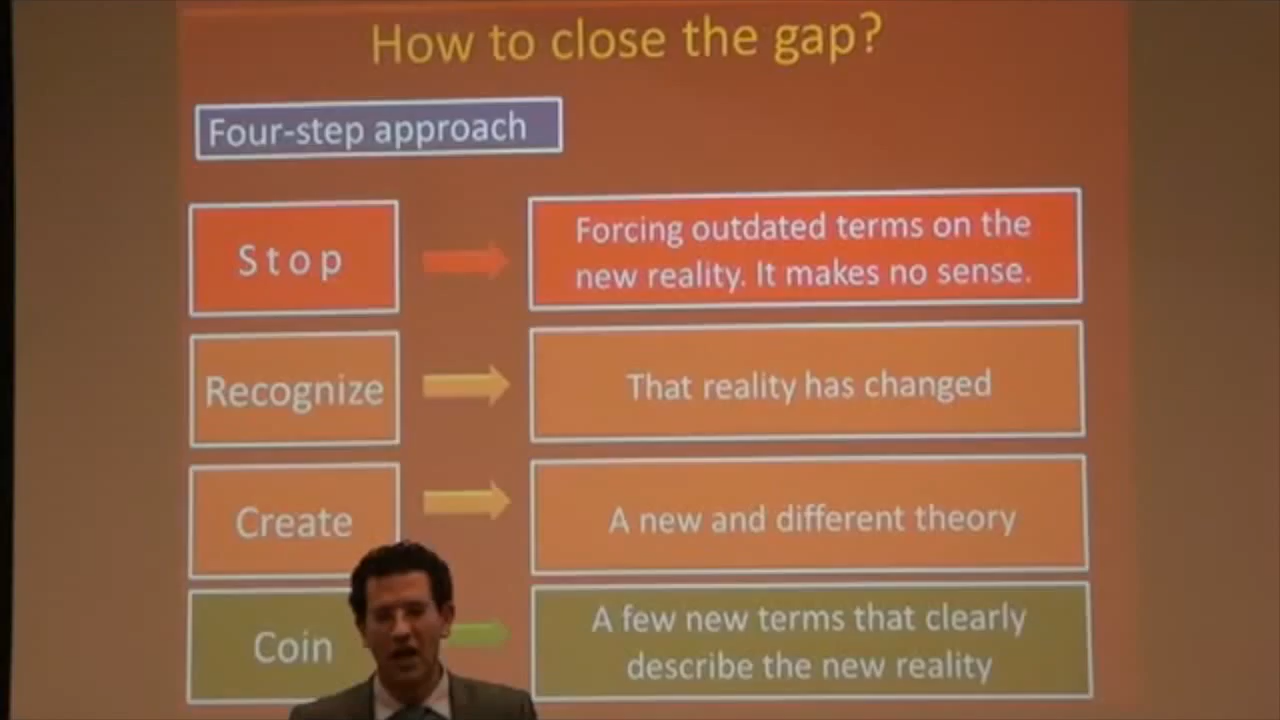 How to close the gap?
Four-step approach
Stop
Forcing outdated terms on the
new reality. It makes no sense.
Recognize
That reality has changed
Create
A new and different theory
Coin
A few new terms that clearly
describe the new reality